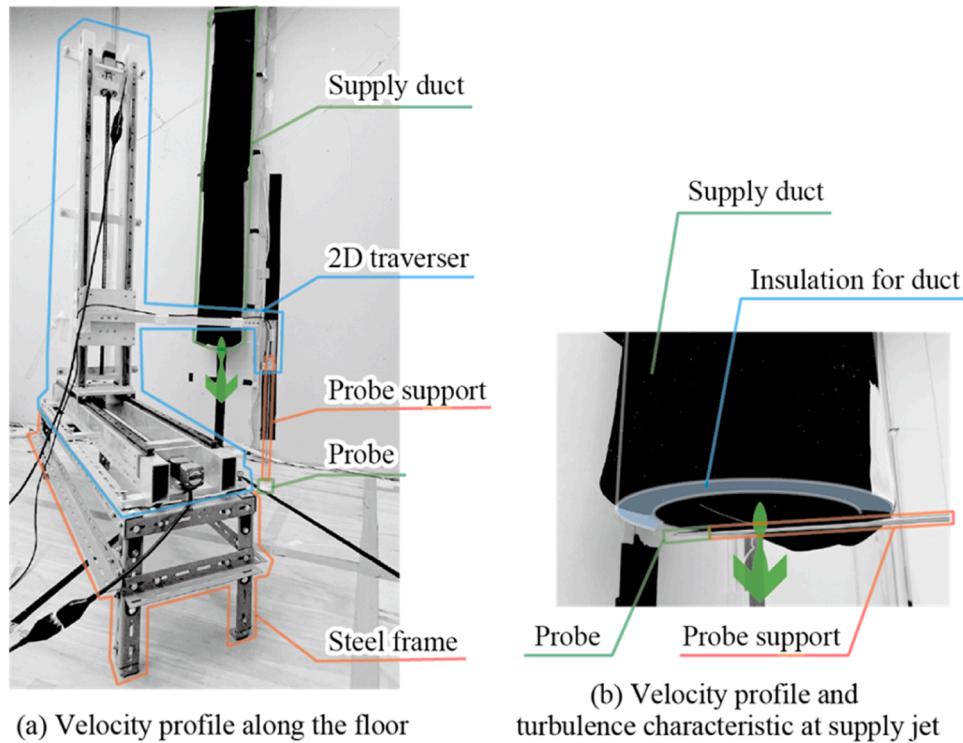 Supply duct
2D traverser
Probe support
Probe
Steel frame
(a) Velocity profile along the floor
Supply duct
Insulation for duct
Probe
Probe support
(b) Velocity profile and
turbulence characteristic at supply jet